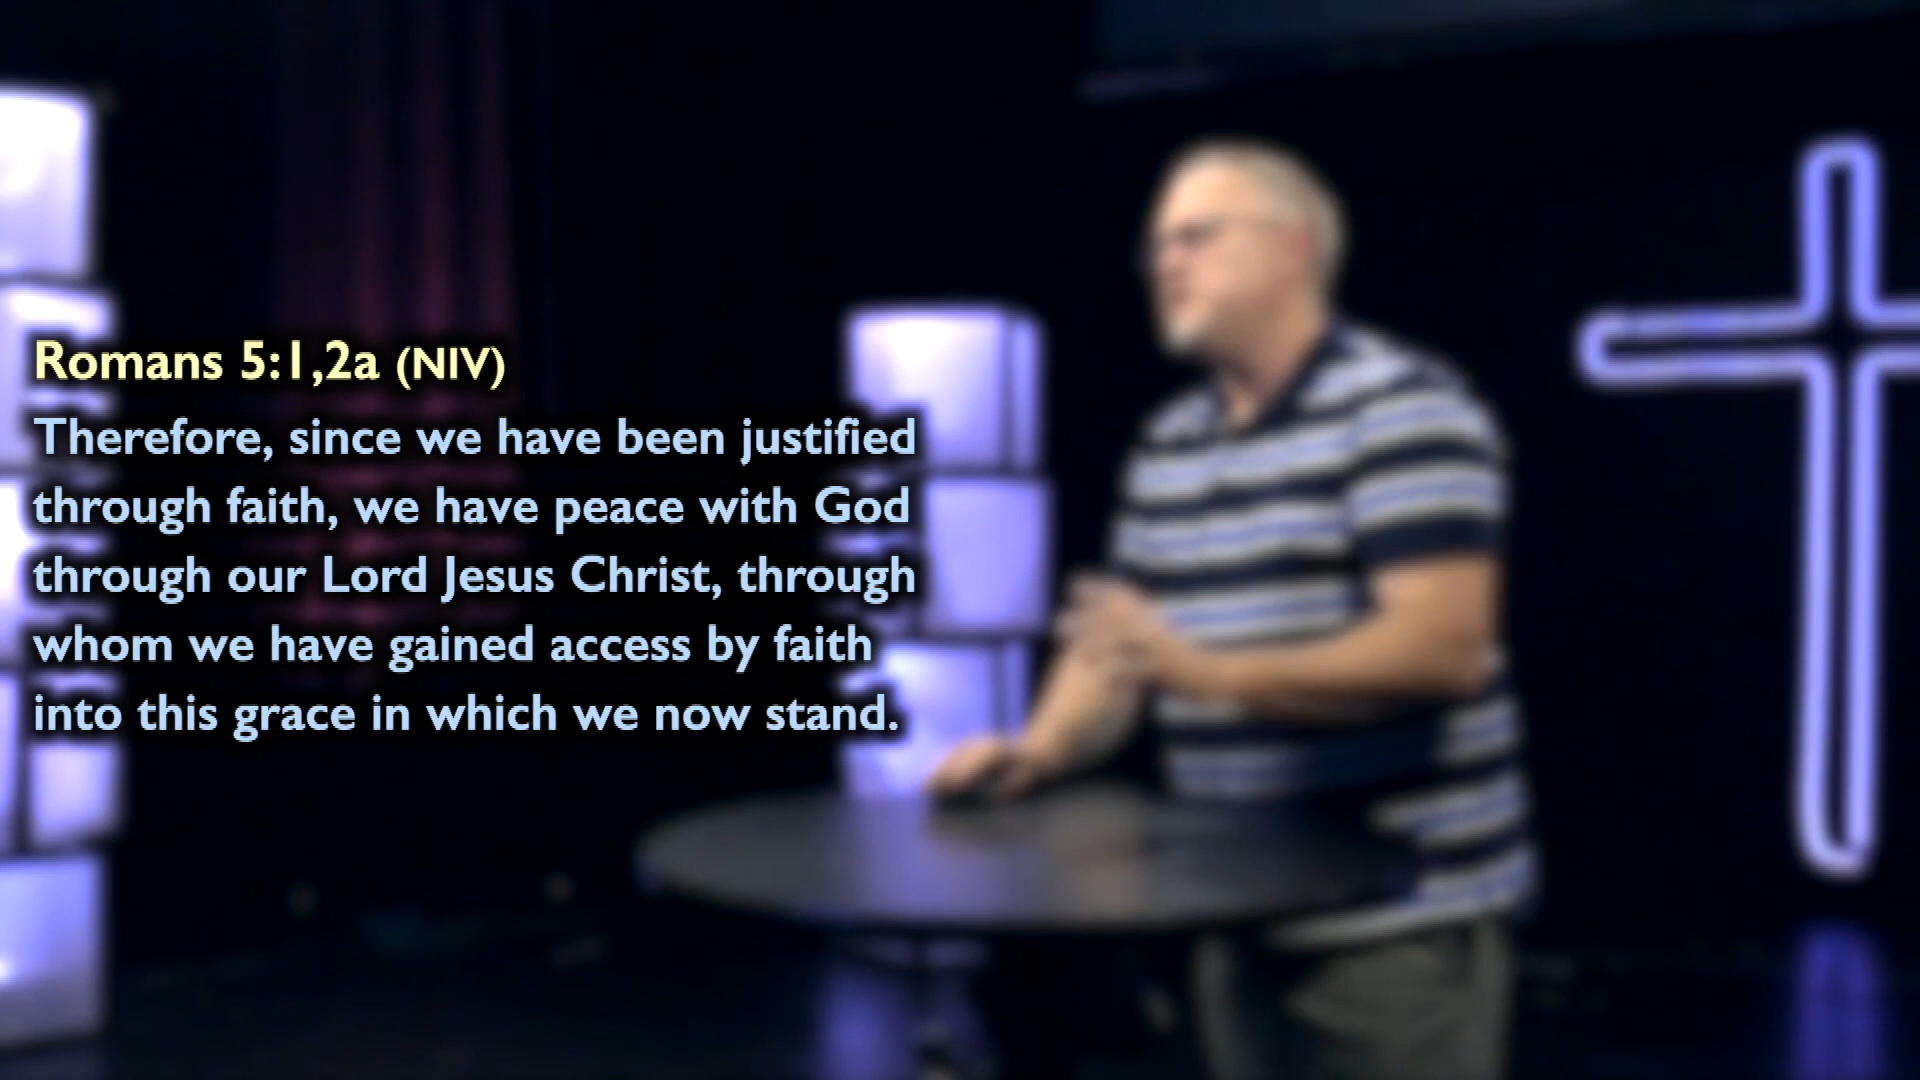 Romans 5:1,2a (NIV)
Therefore, since we have been justified
through faith, we have peace with God
through our Lord Jesus Christ, through
whom we have gained access by faith
into this grace in which we now stand.